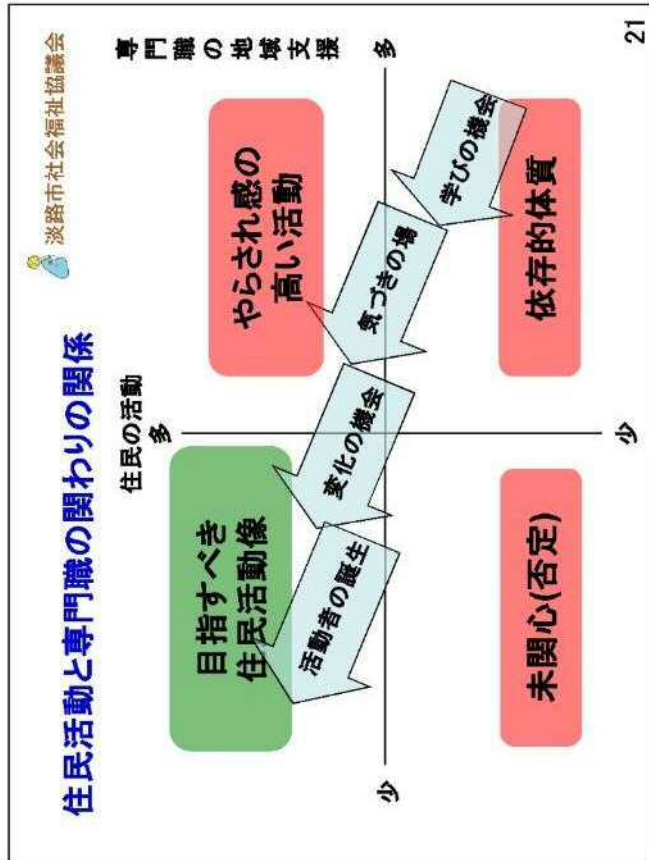 住民活動と専門職の関わりの関係
淡路市社会福祉協議会
住民の活動
多
専門職の地域支援
多
少
少
目指すべき
住民活動像
やらされ感の
高い活動
活動者の誕生
変化の機会
気づきの場
学びの機会
未関心(否定)
依存的体質
21